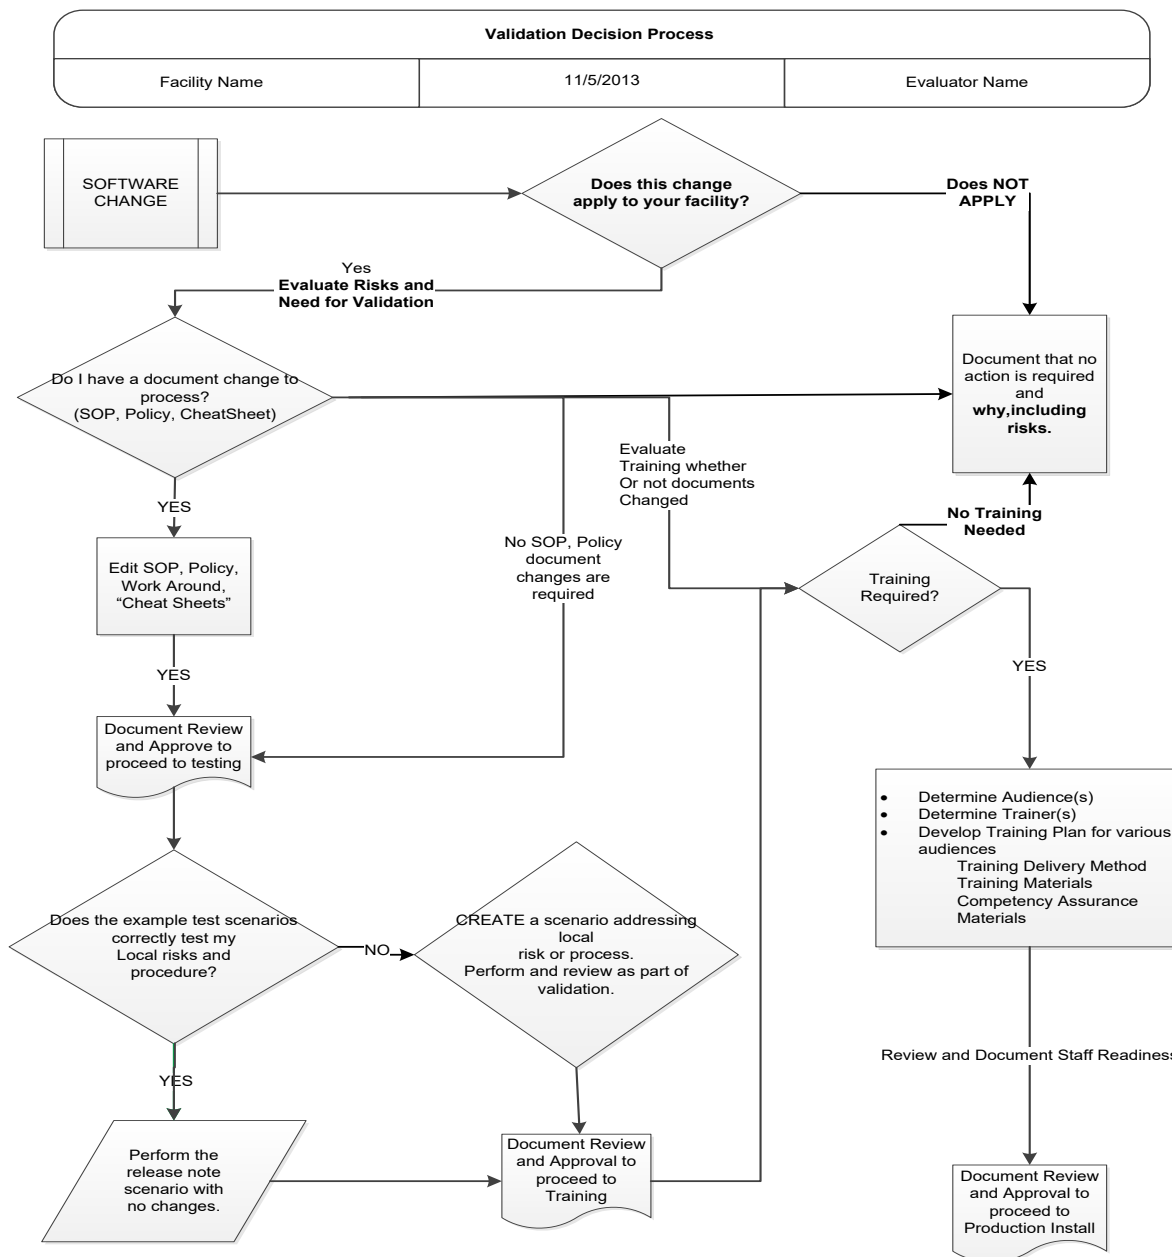 Validation Decision Process
Facility Name
11/5/2013
Evaluator Name
SOFTWARE
CHANGE
Does this change
apply to your facility?
Does NOT
APPLY
Yes
Evaluate Risks and
Need for Validation
Do I have a document change to
process?
(SOP, Policy, CheatSheet)
Document that no
action is required
and
why,including
risks.
Evaluate
Training whether
Or not documents
Changed
YES
No Training
Needed
No SOP, Policy
document
changes are
required
Edit SOP, Policy,
Work Around,
“Cheat Sheets”
Training
Required?
YES
YES
Document Review
and Approve to
proceed to testing
• Determine Audience(s)
• Determine Trainer(s)
• Develop Training Plan for various
audiences
Training Delivery Method
Training Materials
Competency Assurance
Materials
Does the example test scenarios
correctly test my
Local risks and
procedure?
NO
CREATE a scenario addressing
local
risk or process.
Perform and review as part of
validation.
Review and Document Staff Readiness
YES
Perform the
release note
scenario with
no changes.
Document Review
and Approval to
proceed to
Training
Document Review
and Approval to
proceed to
Production Install